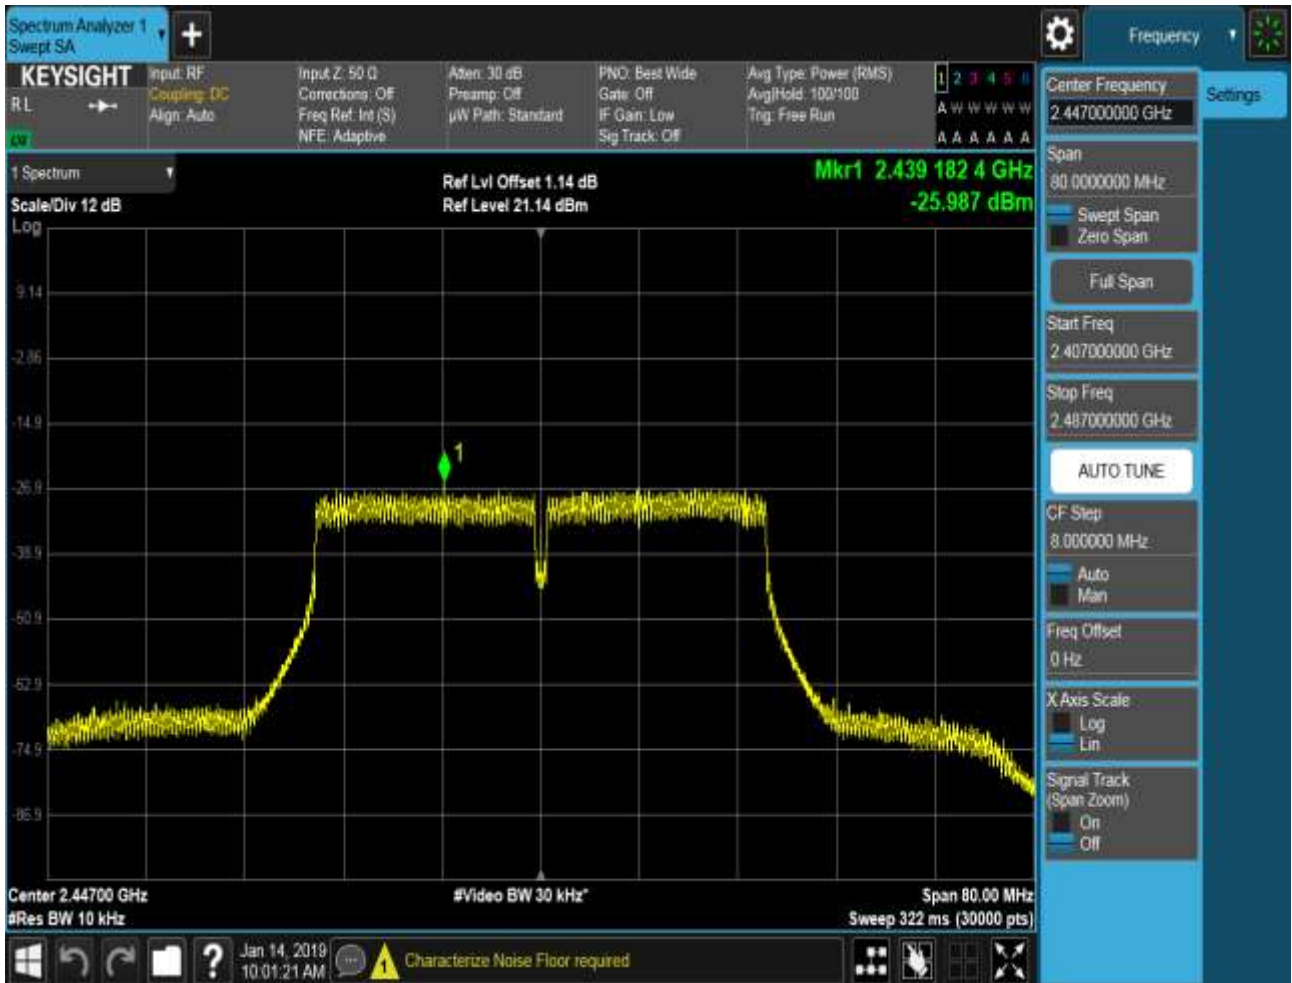 Spectrum Analyzer 1
Swept SA
+
Frequency
KEYSIGHT
R L
Input: RF
Coupling: DC
Align: Auto
Input Z: 50 Ω
Corrections: Off
Freq Ref: Int (S)
NFE: Adaptive
Atten: 30 dB
Preamp: Off
µW Path: Standard
PNO: Best Wide
Gate: Off
IF Gain: Low
Sig Track: Off
Avg Type: Power (RMS)
Avg|Hold: 100/100
Trig: Free Run
1 2 3 4 5 6
A W W W W W
A A A A A A
1 Spectrum
Scale/Div 12 dB
Log
Ref Lvl Offset 1.14 dB
Ref Level 21.14 dBm
Mkr1 2.439 182 4 GHz
-25.987 dBm
9.14
-2.86
-14.9
-26.9
-38.9
-50.9
-62.9
-74.9
-86.9
1
Center 2.44700 GHz
#Res BW 10 kHz
#Video BW 30 kHz*
Span 80.00 MHz
Sweep 322 ms (30000 pts)
Center Frequency
2.447000000 GHz
Settings
Span
80.0000000 MHz
Swept Span
Zero Span
Full Span
Start Freq
2.407000000 GHz
Stop Freq
2.487000000 GHz
AUTO TUNE
CF Step
8.000000 MHz
Auto
Man
Freq Offset
0 Hz
X Axis Scale
Log
Lin
Signal Track
(Span Zoom)
On
Off
?
Jan 14, 2019
10:01:21 AM
1
Characterize Noise Floor required